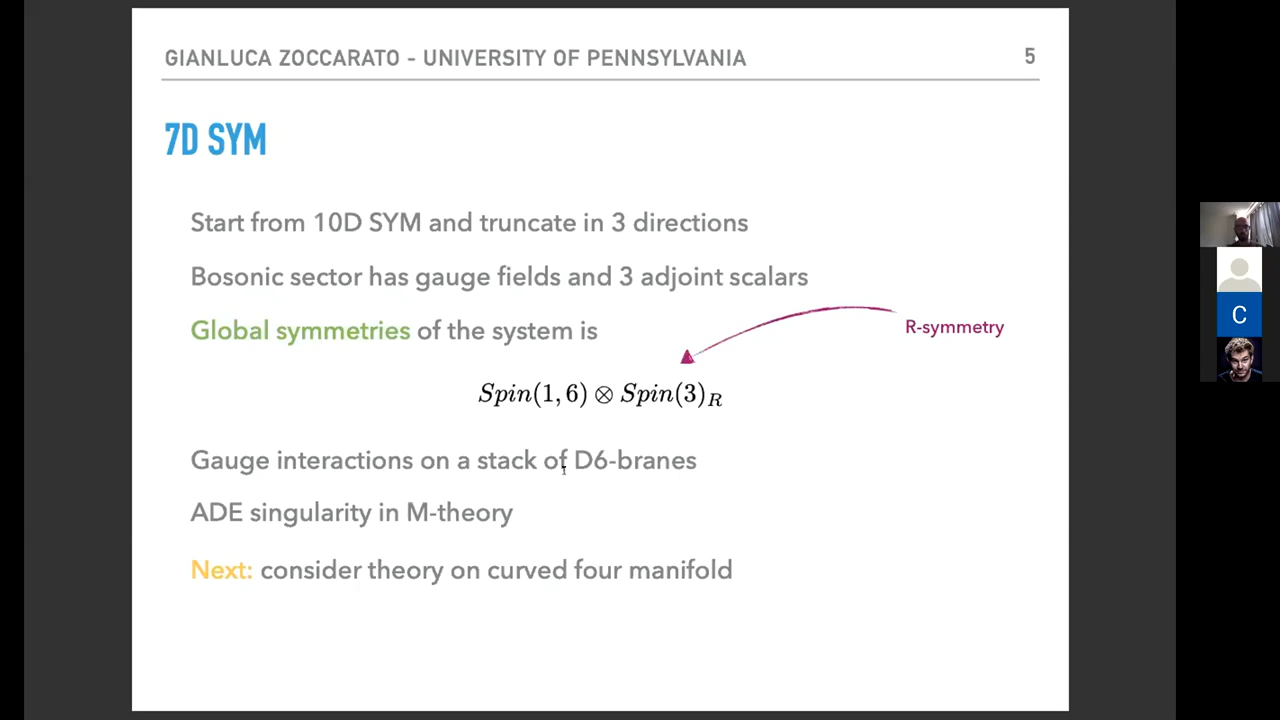 GIANLUCA ZOCCARATO - UNIVERSITY OF PENNSYLVANIA 5
7D SYM
Start from 10D SYM and truncate in 3 directions
Bosonic sector has gauge fields and 3 adjoint scalars
Global symmetries of the system is
R-symmetry
Spin(1,6) ⊗ Spin(3)_R
Gauge interactions on a stack of D6-branes
ADE singularity in M-theory
Next: consider theory on curved four manifold
C